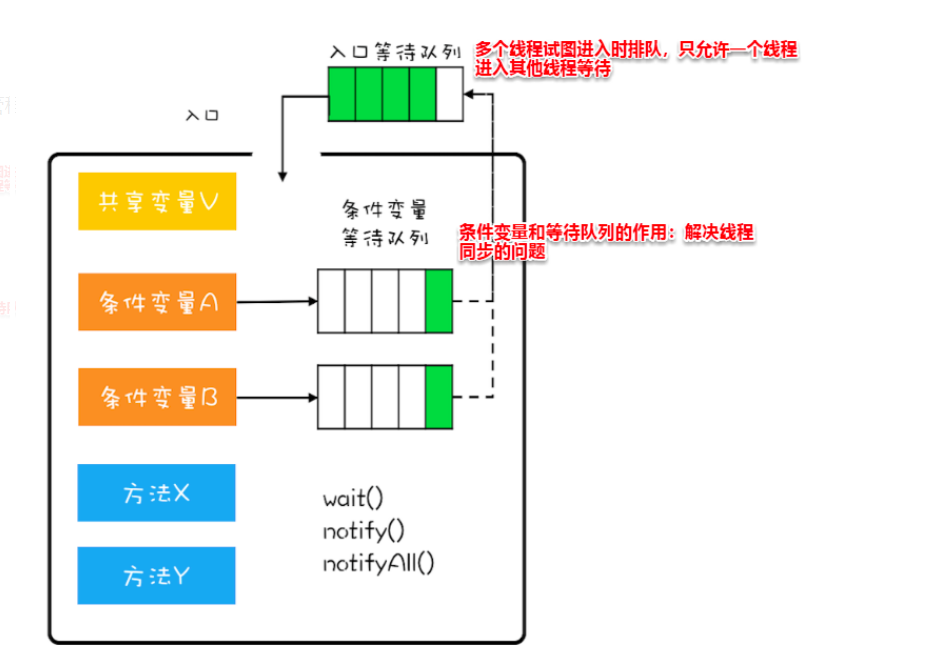 入口等待队列
多个线程试图进入时排队，只允许一个线程
进入其他线程等待
入口
共享变量V
条件变量
等待队列
条件变量和等待队列的作用：解决线程
同步的问题
条件变量A
条件变量B
方法X
wait()
notify()
notifyAll()
方法Y